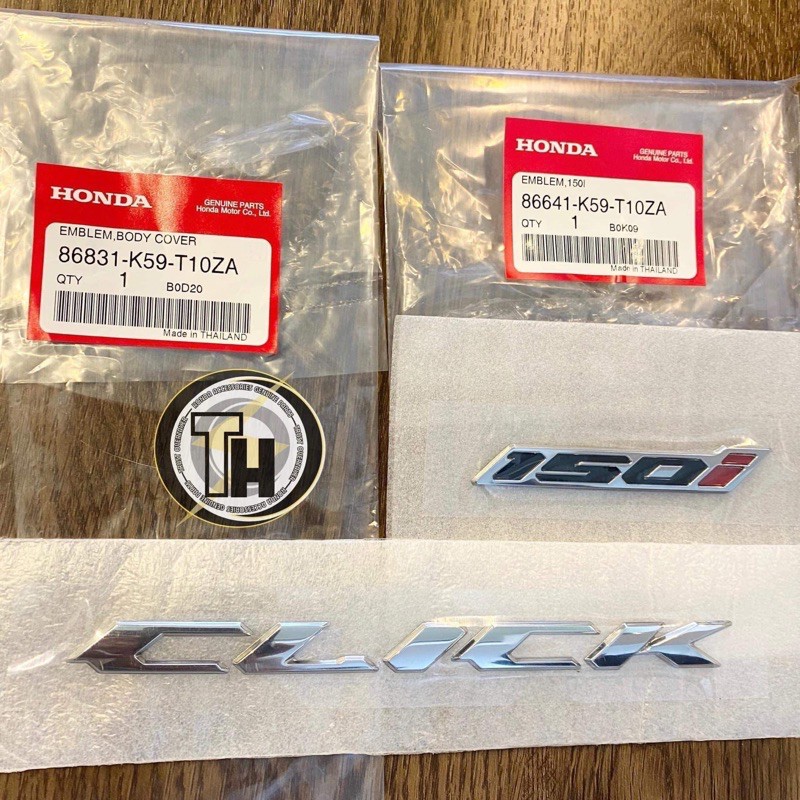 HONDA
GENUINE PARTS
Honda Motor Co., Ltd.
EMBLEM,BODY COVER
86831-K59-T10ZA
QTY 1 B0D20
Made in THAILAND
HONDA
GENUINE PARTS
Honda Motor Co., Ltd.
EMBLEM,150I
86641-K59-T10ZA
QTY 1 B0K09
Made in THAILAND
TH
150i
CLICK